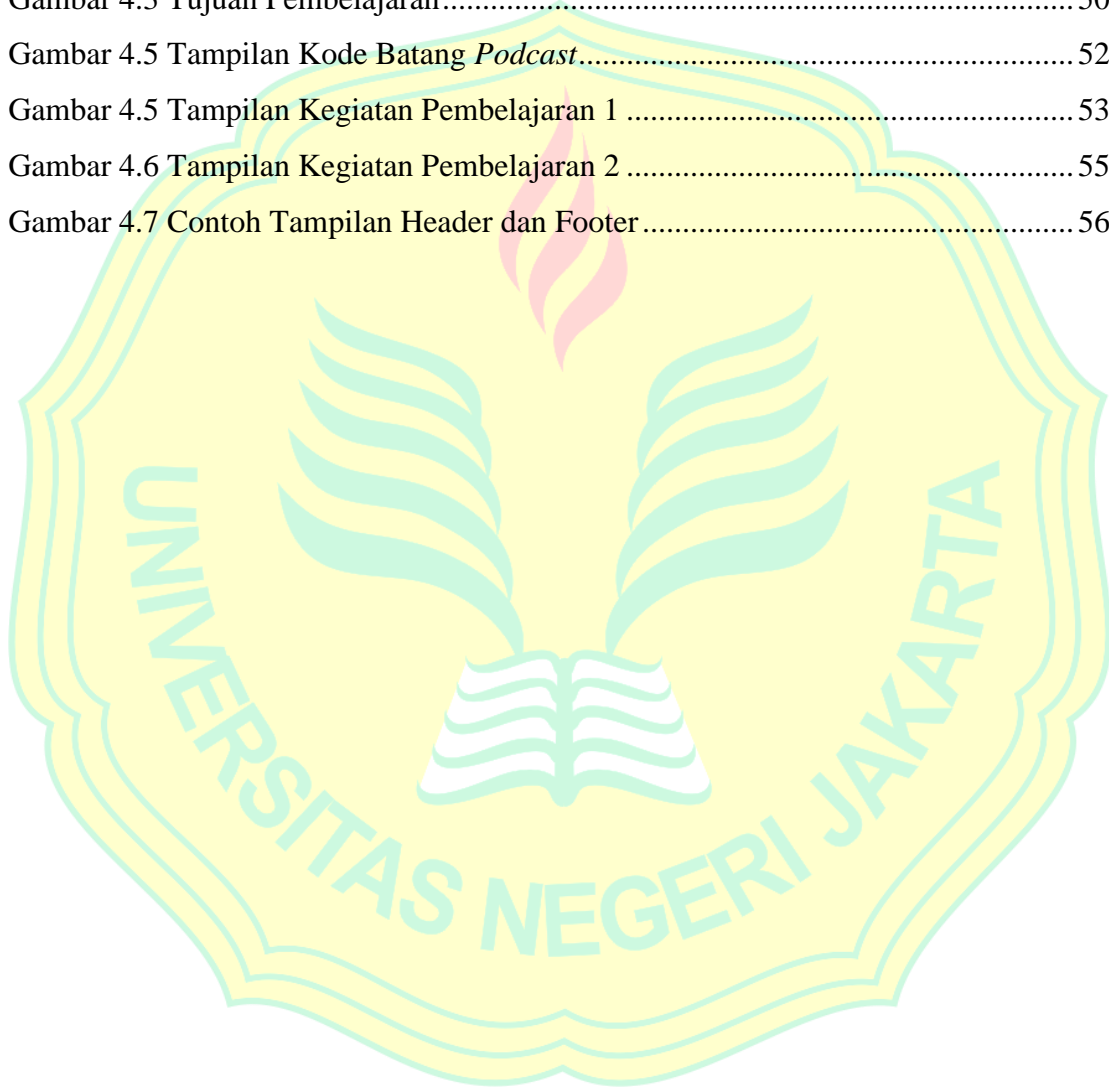 Gambar 4.3 Tujuan Pembelajaran........................................................................50
Gambar 4.5 Tampilan Kode Batang Podcast........................................................52
Gambar 4.5 Tampilan Kegiatan Pembelajaran 1..................................................53
Gambar 4.6 Tampilan Kegiatan Pembelajaran 2..................................................55
Gambar 4.7 Contoh Tampilan Header dan Footer................................................56
UNIVERSITAS NEGERI JAKARTA